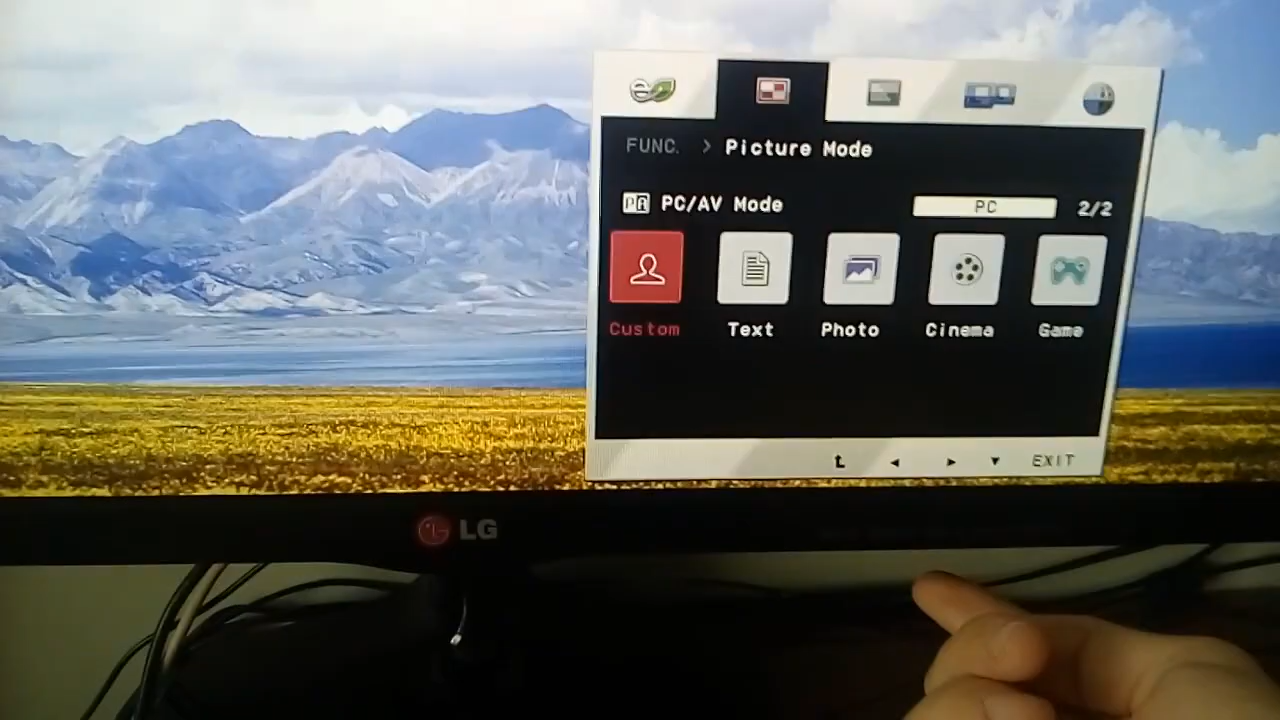 FUNC. > Picture Mode
PC/AV Mode PC 2/2
Custom Text Photo Cinema Game
EXIT
LG